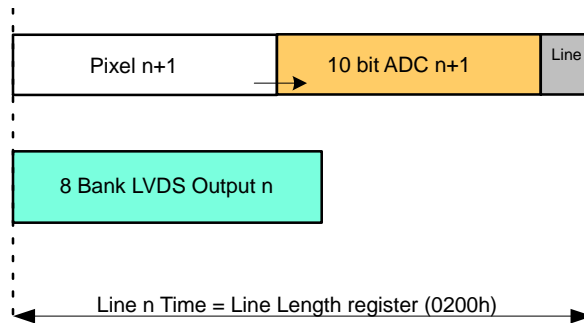 Pixel n+1
10 bit ADC n+1
Line
8 Bank LVDS Output n
Line n Time = Line Length register (0200h)